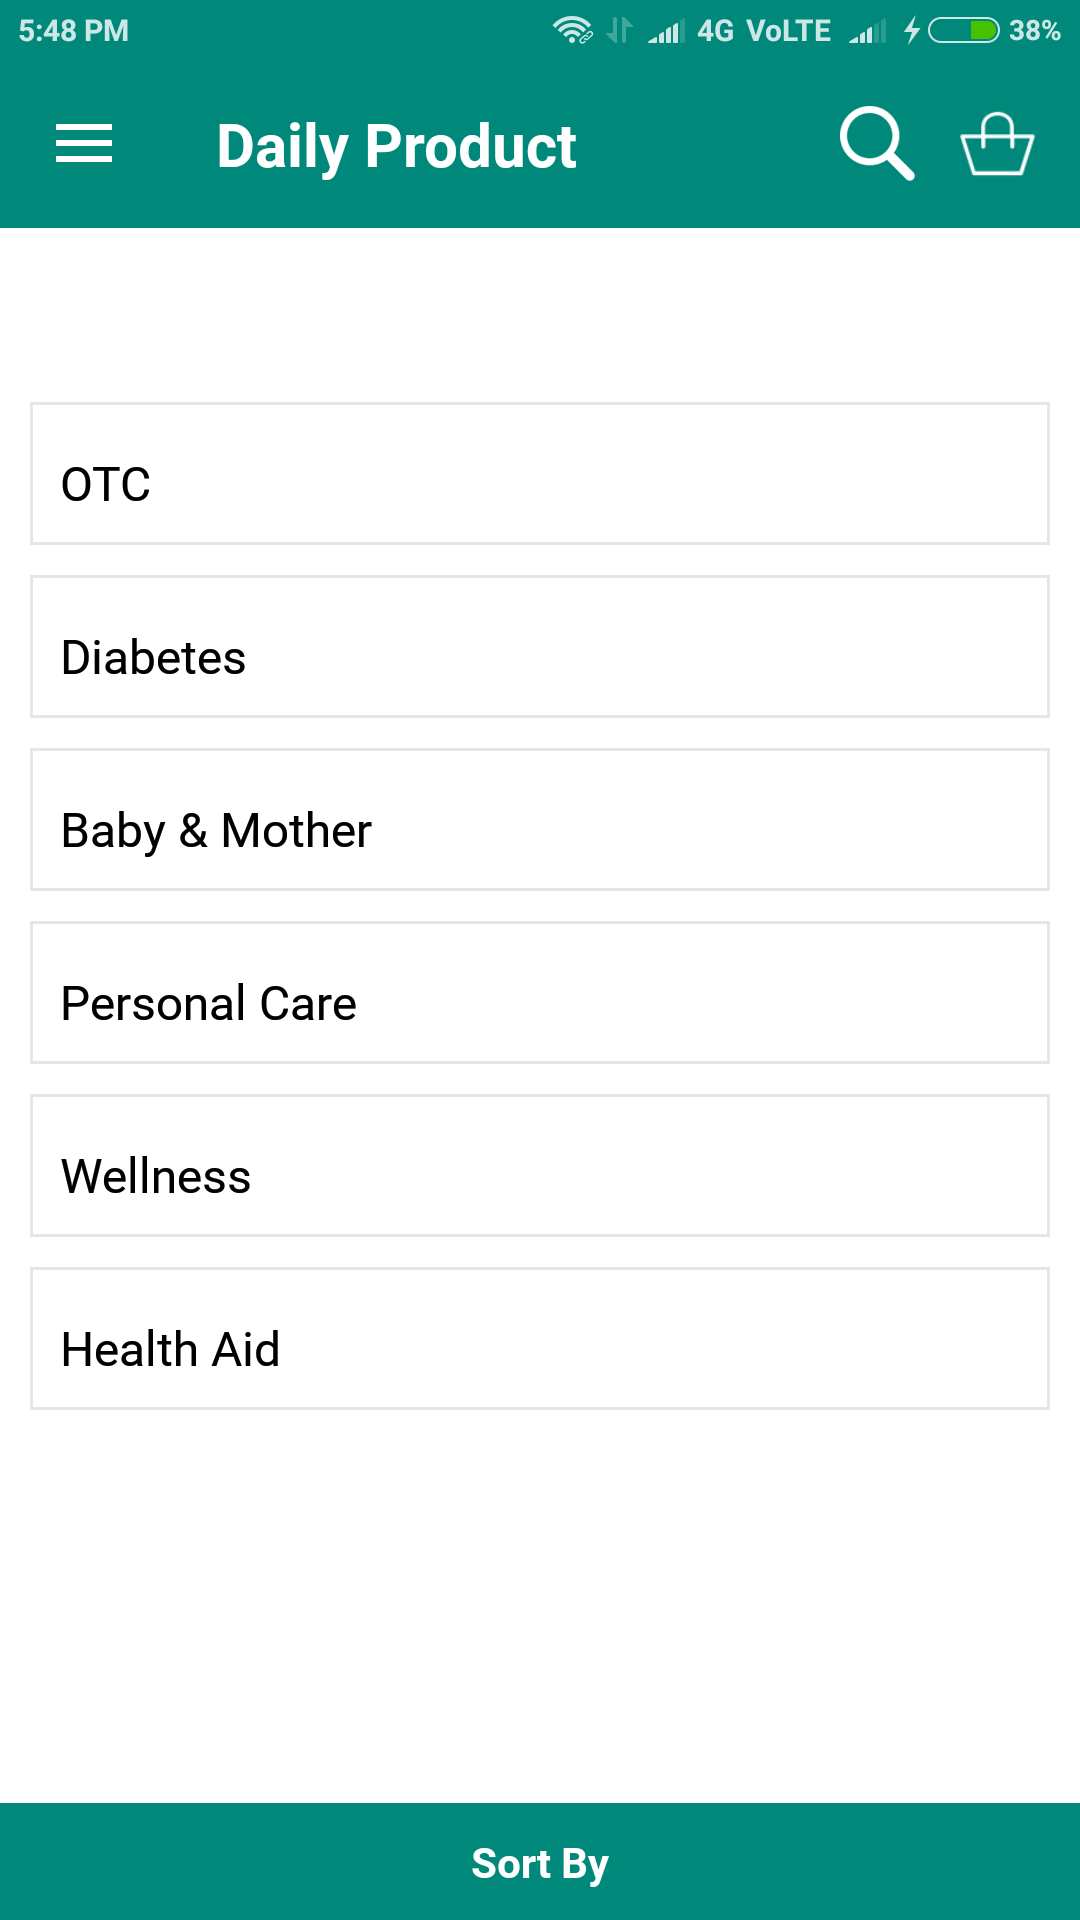 5:48 PM 4G VoLTE 38%
Daily Product
OTC
Diabetes
Baby & Mother
Personal Care
Wellness
Health Aid
Sort By